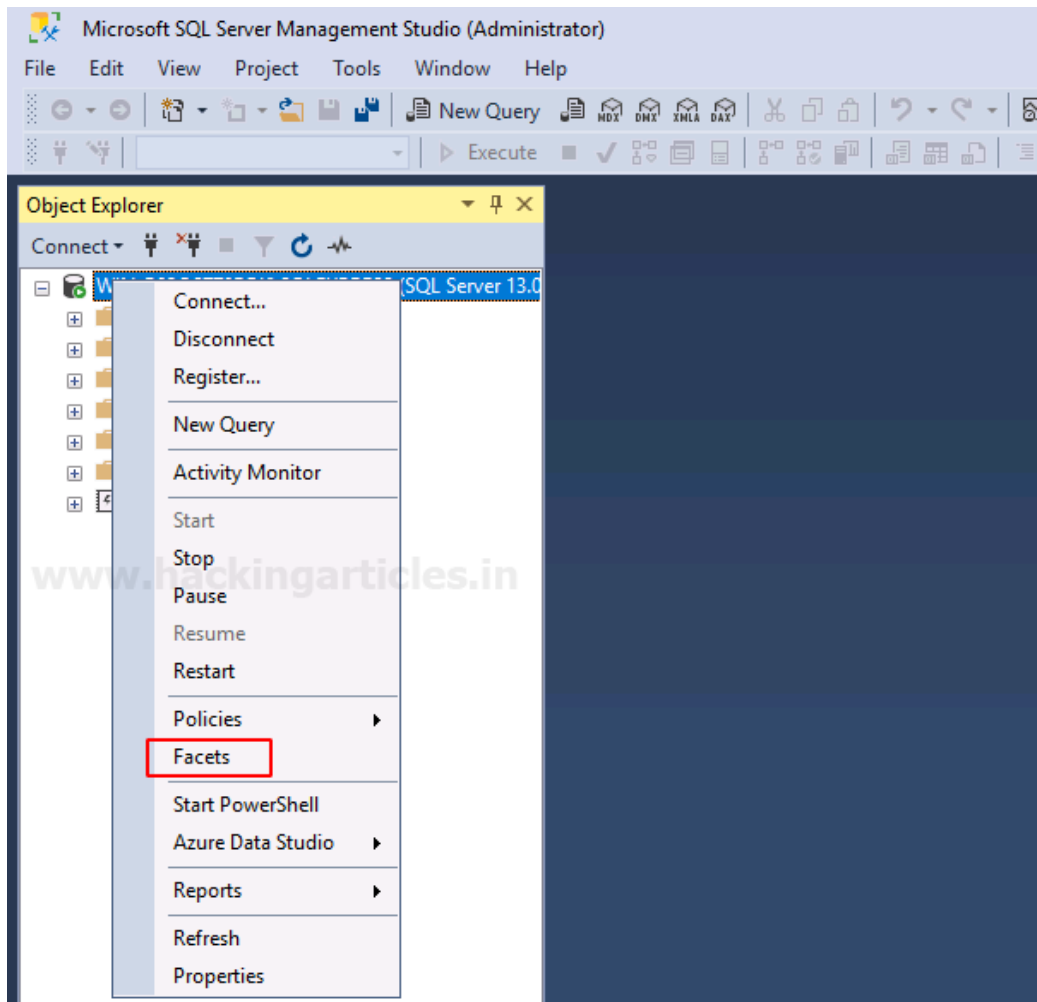 Microsoft SQL Server Management Studio (Administrator)
File Edit View Project Tools Window Help
New Query MDX DMX XMLA DAX
Execute
Object Explorer
Connect
(SQL Server 13.0
Connect...
Disconnect
Register...
New Query
Activity Monitor
Start
Stop
www.hackingarticles.in
Pause
Resume
Restart
Policies
Facets
Start PowerShell
Azure Data Studio
Reports
Refresh
Properties